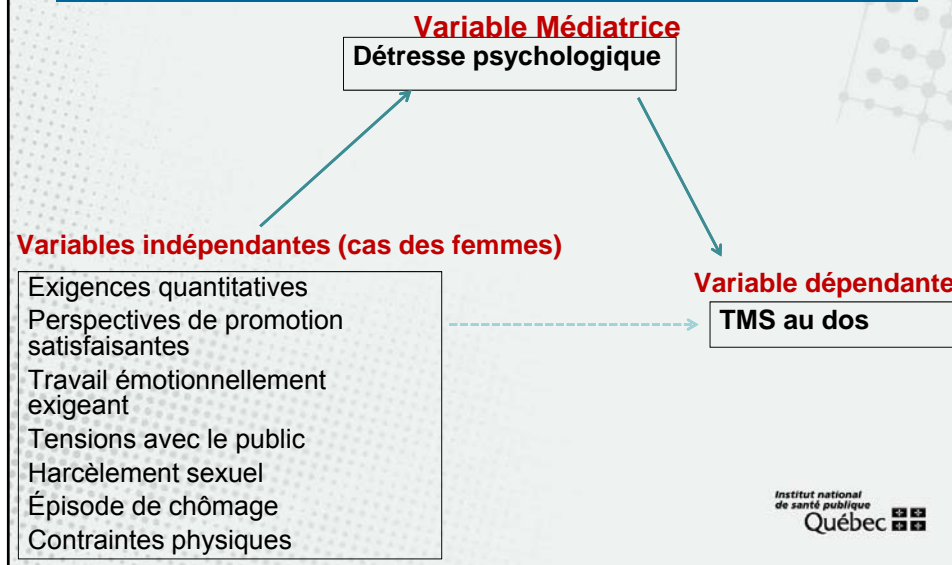 Variable Médiatrice
Détresse psychologique
Variables indépendantes (cas des femmes)
Exigences quantitatives
Perspectives de promotion
satisfaisantes
Travail émotionnellement
exigeant
Tensions avec le public
Harcèlement sexuel
Épisode de chômage
Contraintes physiques
Variable dépendante
TMS au dos
Institut national
de santé publique
Québec